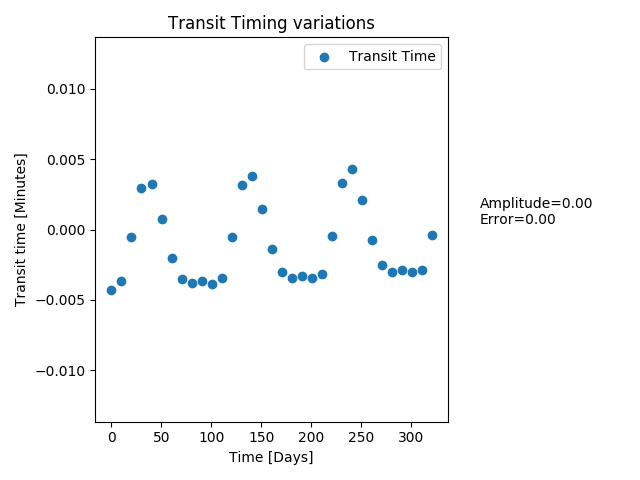 Transit Timing variations
Transit Time
0.010
0.005
0.000
−0.005
−0.010
Transit time [Minutes]
Amplitude=0.00
Error=0.00
0 50 100 150 200 250 300
Time [Days]